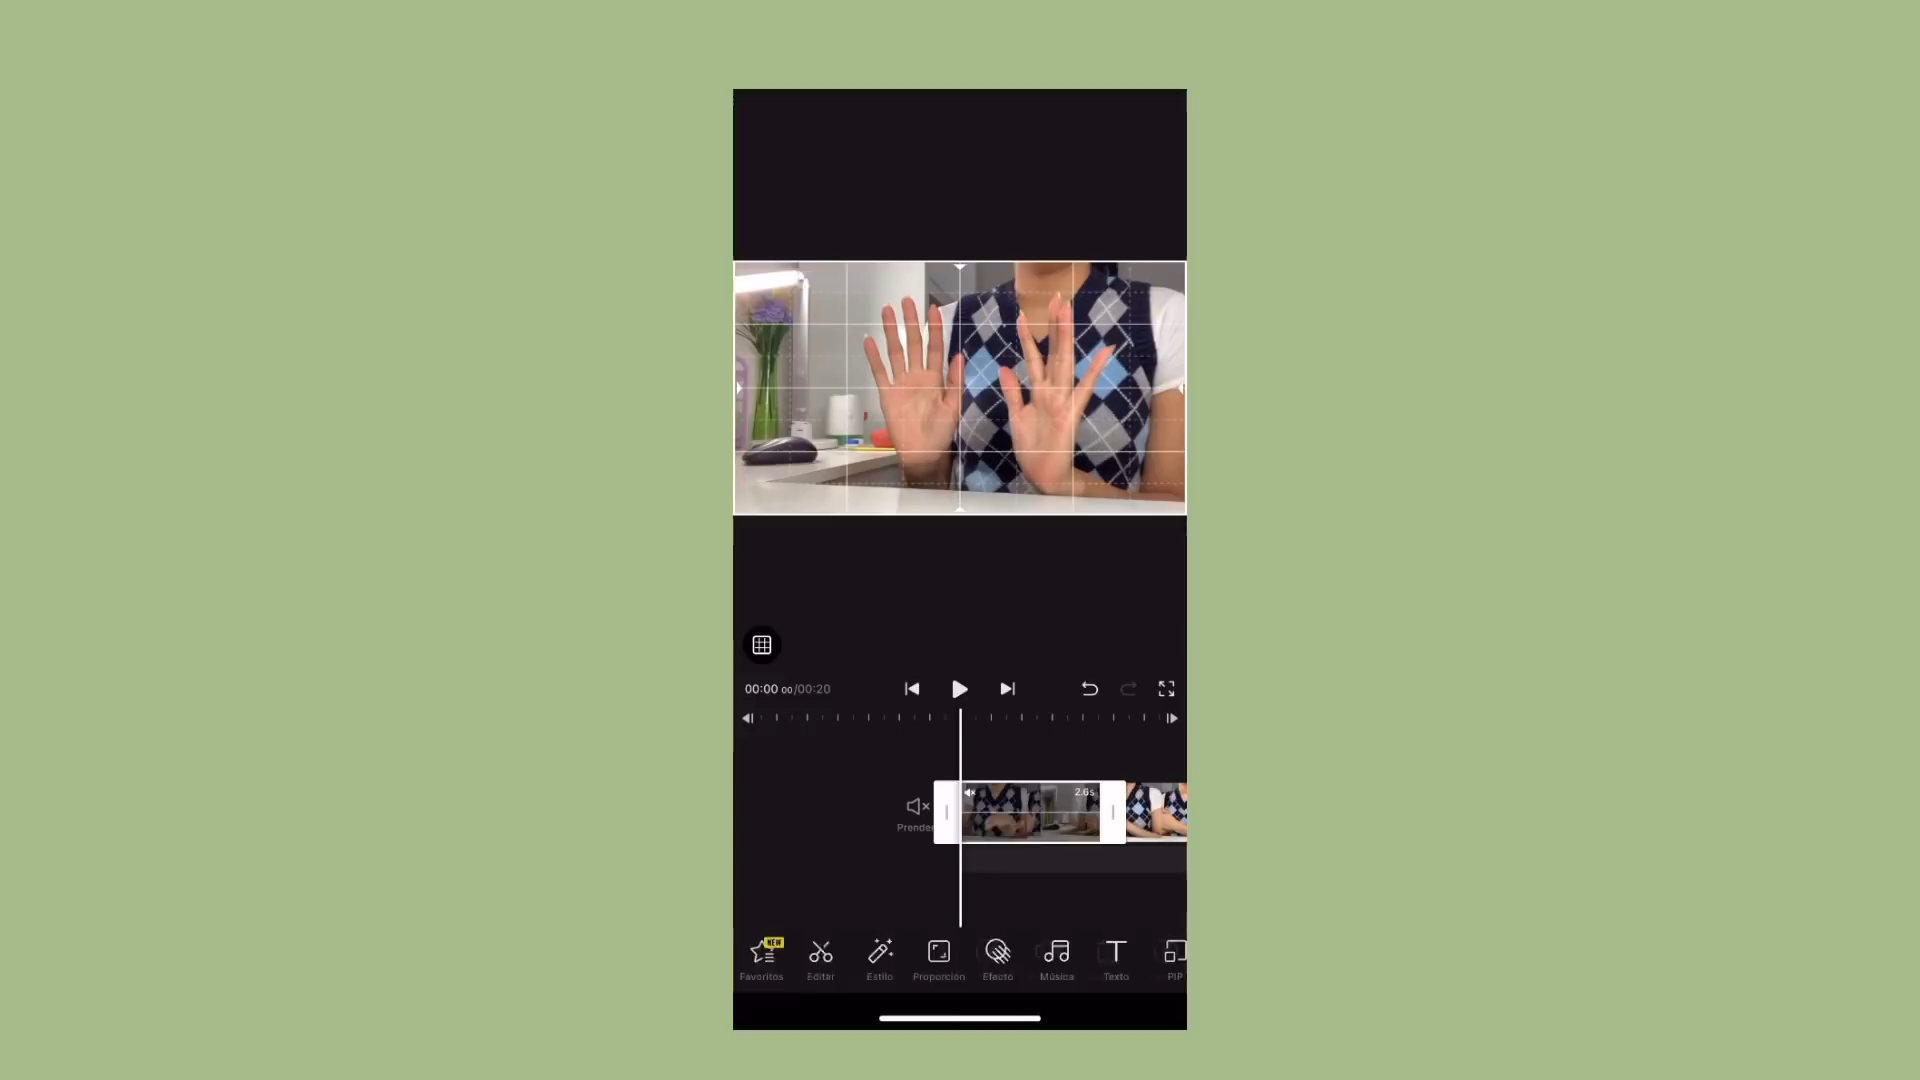 00:00 00/00:20
2.6s
Prender
NEW
Favoritos Editar Estilo Proporción Efecto Música Texto PIP